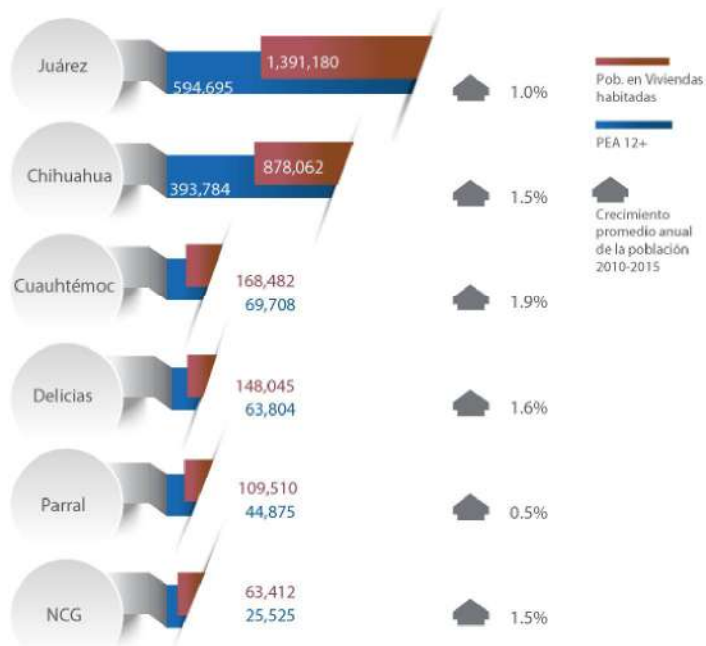 Juárez
1,391,180
594,695
1.0%
Pob. en Viviendas
habitadas
PEA 12+
Chihuahua
878,062
393,784
1.5%
Crecimiento
promedio anual
de la población
2010-2015
Cuauhtémoc
168,482
69,708
1.9%
Delicias
148,045
63,804
1.6%
Parral
109,510
44,875
0.5%
NCG
63,412
25,525
1.5%